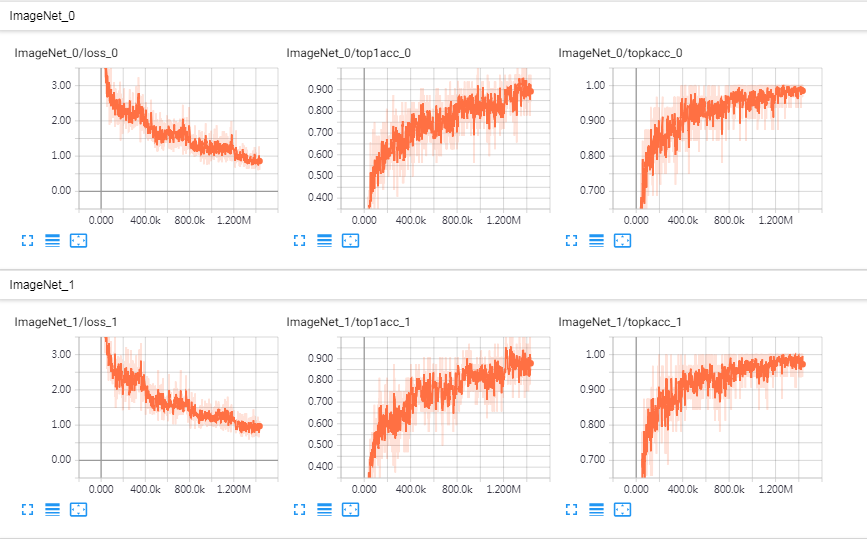 ImageNet_0
ImageNet_0/loss_0 ImageNet_0/top1acc_0 ImageNet_0/topkacc_0
3.00
2.00
1.00
0.00
0.000 400.0k 800.0k 1.200M
0.900
0.800
0.700
0.600
0.500
0.400
0.000 400.0k 800.0k 1.200M
1.00
0.900
0.800
0.700
0.000 400.0k 800.0k 1.200M
ImageNet_1
ImageNet_1/loss_1 ImageNet_1/top1acc_1 ImageNet_1/topkacc_1
3.00
2.00
1.00
0.00
0.000 400.0k 800.0k 1.200M
0.900
0.800
0.700
0.600
0.500
0.400
0.000 400.0k 800.0k 1.200M
1.00
0.900
0.800
0.700
0.000 400.0k 800.0k 1.200M